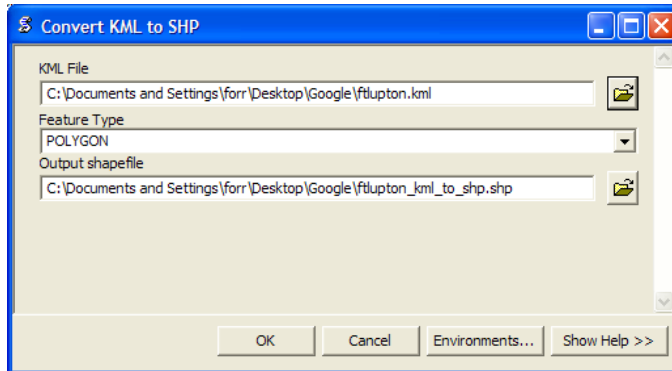 Convert KML to SHP
KML File
C:\Documents and Settings\forr\Desktop\Google\ftlupton.kml
Feature Type
POLYGON
Output shapefile
C:\Documents and Settings\forr\Desktop\Google\ftlupton_kml_to_shp.shp
OK Cancel Environments... Show Help >>